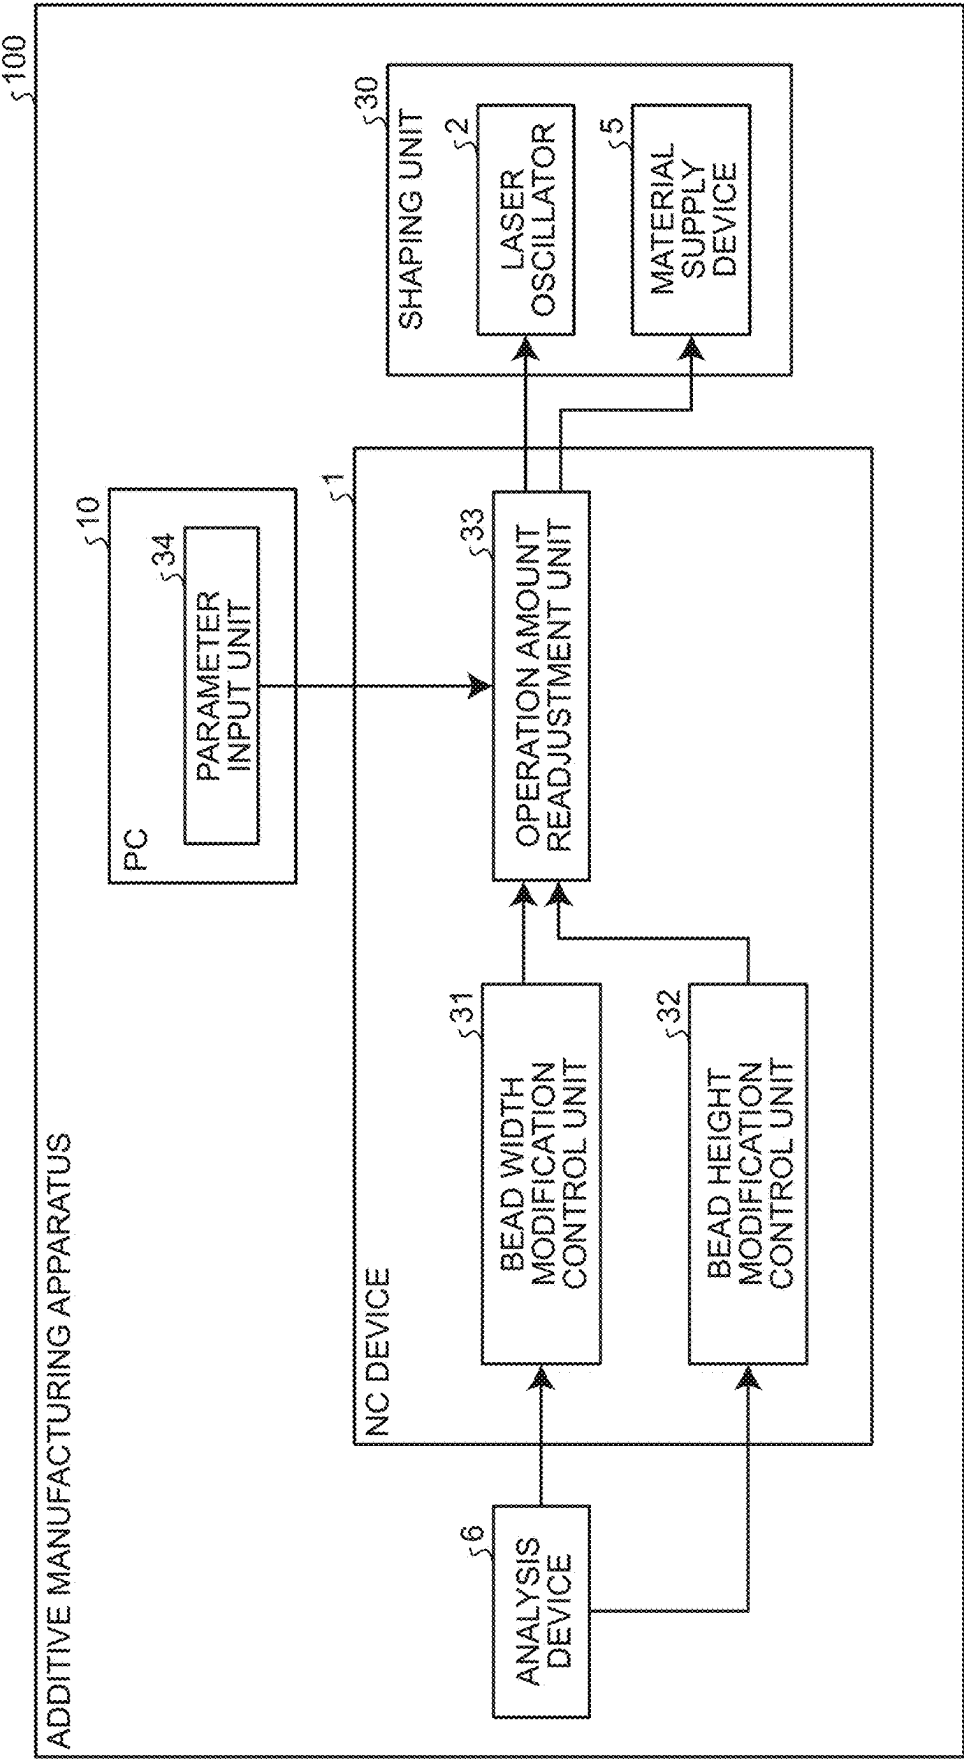 100
ADDITIVE MANUFACTURING APPARATUS
10
PC
34
PARAMETER
INPUT UNIT
1
NC DEVICE
6
ANALYSIS
DEVICE
31
BEAD WIDTH
MODIFICATION
CONTROL UNIT
32
BEAD HEIGHT
MODIFICATION
CONTROL UNIT
33
OPERATION AMOUNT
READJUSTMENT UNIT
30
SHAPING UNIT
2
LASER
OSCILLATOR
5
MATERIAL
SUPPLY
DEVICE